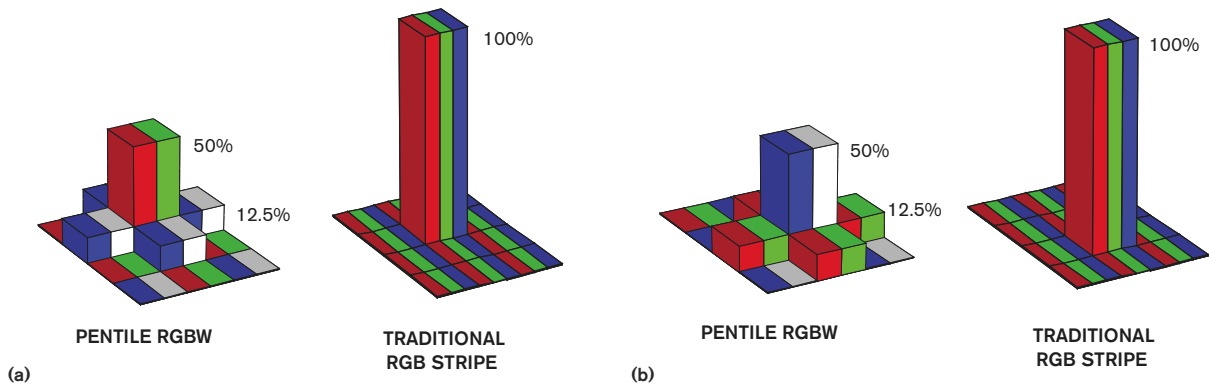 100%
50%
12.5%
PENTILE RGBW
TRADITIONAL
RGB STRIPE
(a)
100%
50%
12.5%
PENTILE RGBW
TRADITIONAL
RGB STRIPE
(b)